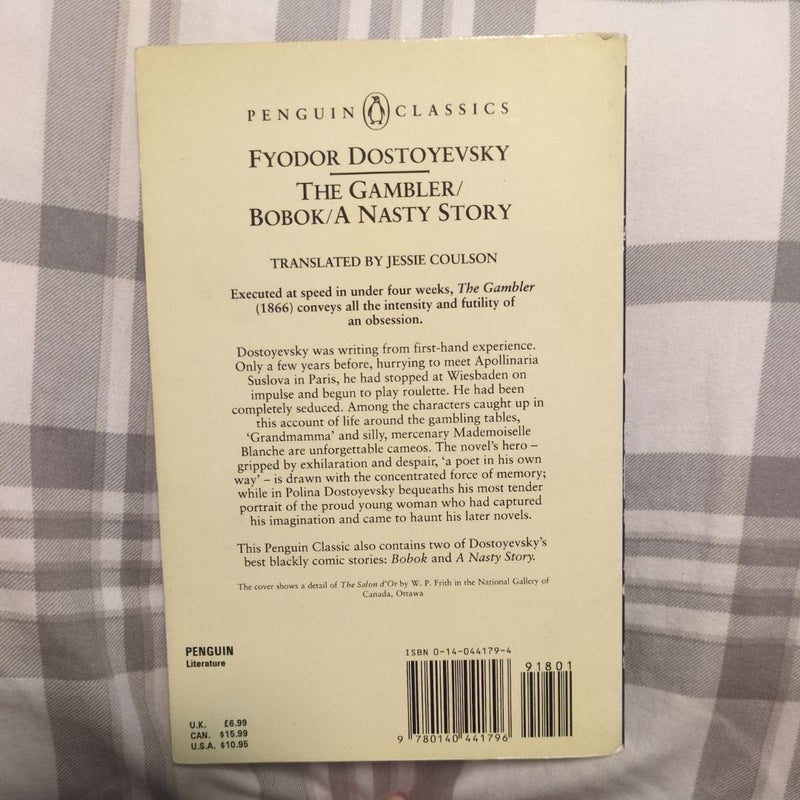 PENGUIN CLASSICS
FYODOR DOSTOYEVSKY
THE GAMBLER/
BOBOK/A NASTY STORY
TRANSLATED BY JESSIE COULSON
Executed at speed in under four weeks, The Gambler
(1866) conveys all the intensity and futility of
an obsession.
Dostoyevsky was writing from first-hand experience.
Only a few years before, hurrying to meet Apollinaria
Suslova in Paris, he had stopped at Wiesbaden on
impulse and begun to play roulette. He had been
completely seduced. Among the characters caught up in
this account of life around the gambling tables,
‘Grandmamma’ and silly, mercenary Mademoiselle
Blanche are unforgettable cameos. The novel’s hero –
gripped by exhilaration and despair, ‘a poet in his own
way’ – is drawn with the concentrated force of memory;
while in Polina Dostoyevsky bequeaths his most tender
portrait of the proud young woman who had captured
his imagination and came to haunt his later novels.
This Penguin Classic also contains two of Dostoyevsky’s
best blackly comic stories: Bobok and A Nasty Story.
The cover shows a detail of The Salon d’Or by W. P. Frith in the National Gallery of
Canada, Ottawa
PENGUIN
Literature
U.K. £6.99
CAN. $15.99
U.S.A. $10.95
ISBN 0-14-044179-4
91801
9 780140 441796